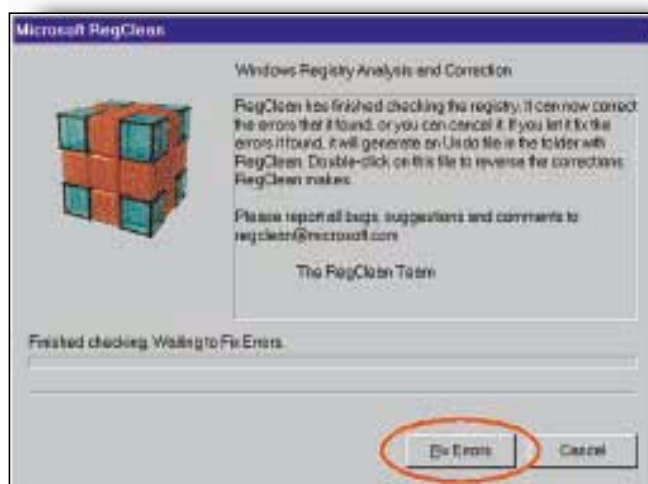 Microsoft RegClean
Windows Registry Analysis and Correction
RegClean has finished checking the registry. It can now correct
the errors that it found, or you can cancel it. If you let it fix the
errors it found, it will generate an Undo file in the folder with
RegClean. Double-click on this file to reverse the corrections
RegClean makes.
Please report all bugs, suggestions and comments to
regclean@microsoft.com
The RegClean Team
Finished checking. Waiting to Fix Errors.
Fix Errors
Cancel